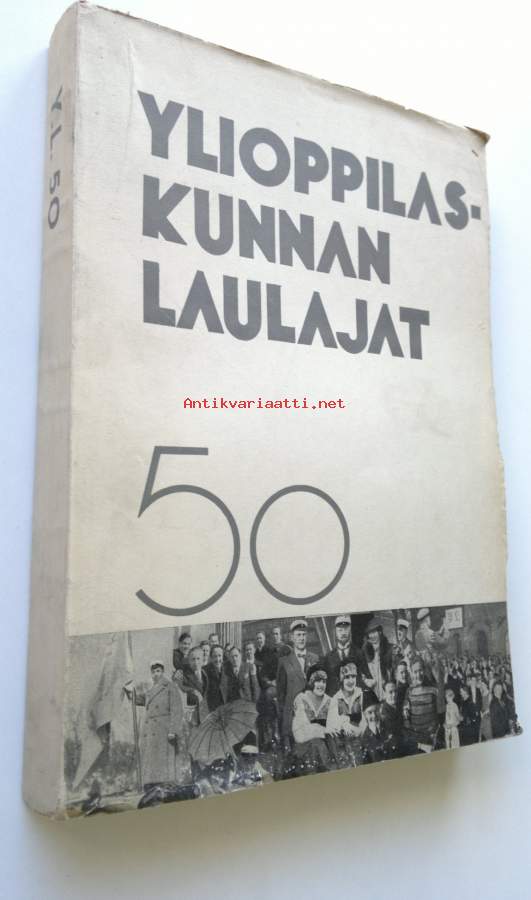 Y.L. 50
YLIOPPILAS-
KUNNAN
LAULAJAT
Antikvariaatti.net
50